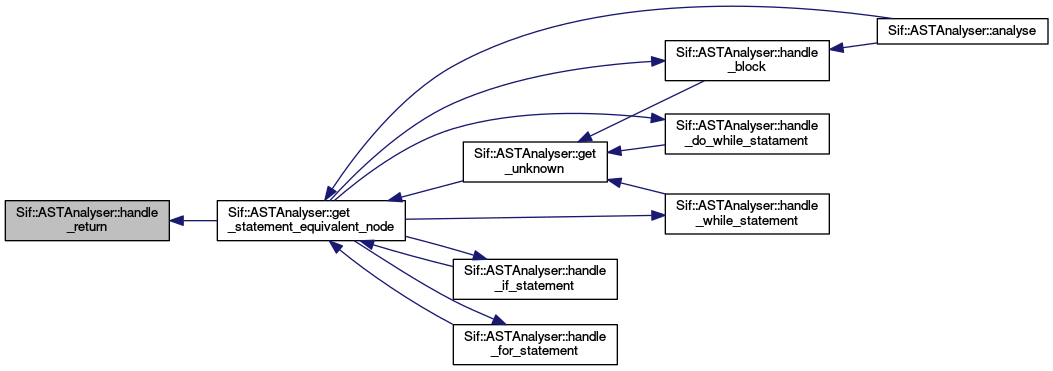 Sif::ASTAnalyser::analyse
Sif::ASTAnalyser::handle
_block
Sif::ASTAnalyser::handle
_do_while_statament
Sif::ASTAnalyser::get
_unknown
Sif::ASTAnalyser::handle
_while_statement
Sif::ASTAnalyser::handle
_return
Sif::ASTAnalyser::get
_statement_equivalent_node
Sif::ASTAnalyser::handle
_if_statement
Sif::ASTAnalyser::handle
_for_statement